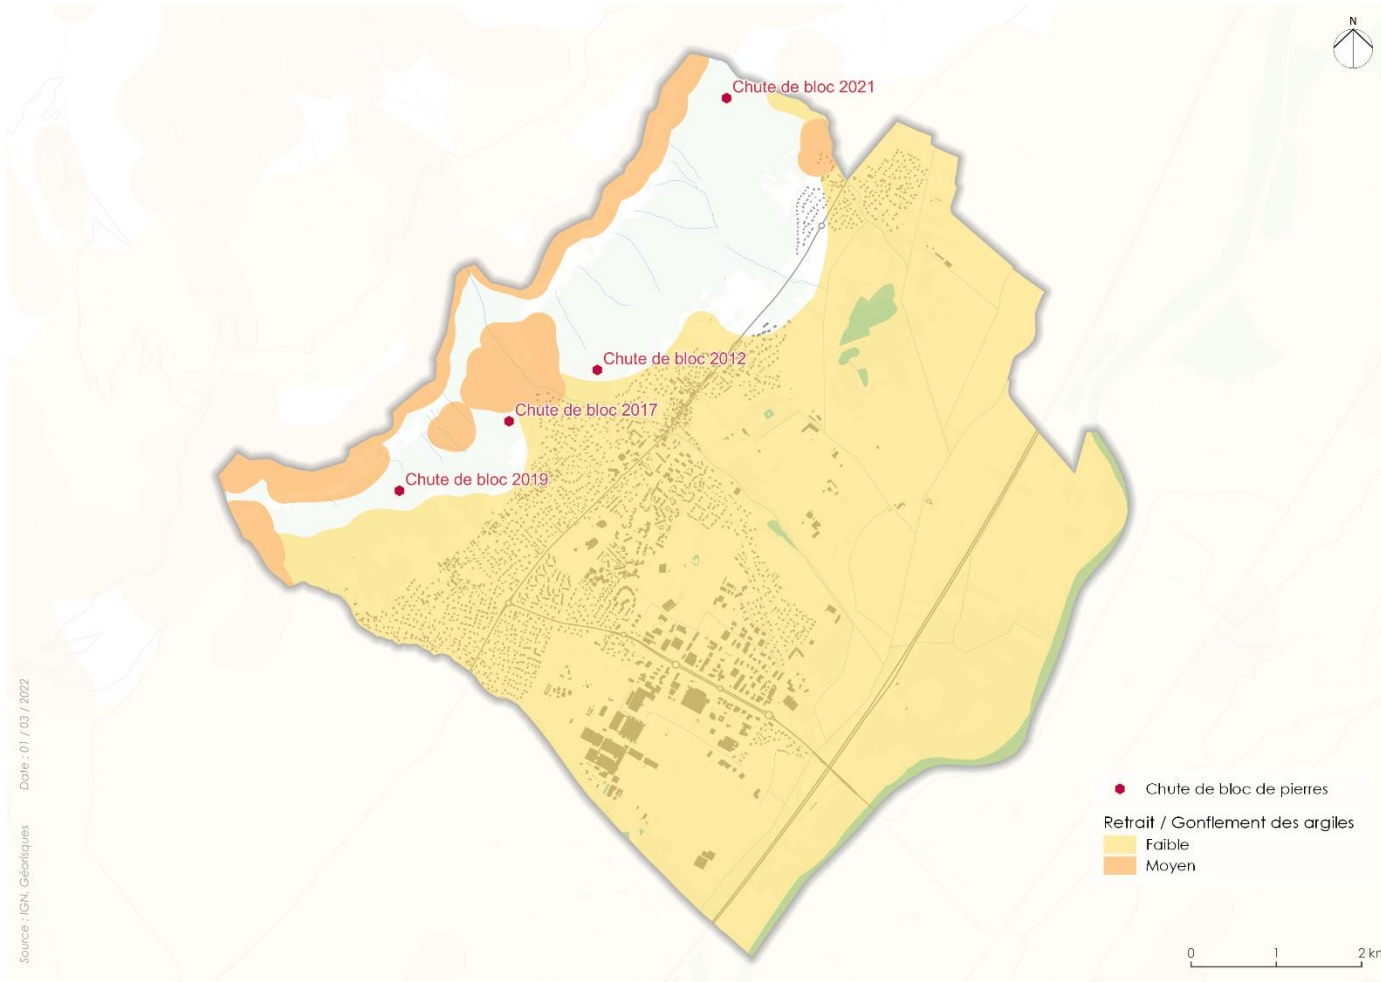 N
Chute de bloc 2021
Chute de bloc 2012
Chute de bloc 2017
Chute de bloc 2019
Source : IGN, Géorisques Date : 01 / 03 / 2022
Chute de bloc de pierres
Retrait / Gonflement des argiles
Faible
Moyen
0 1 2 km